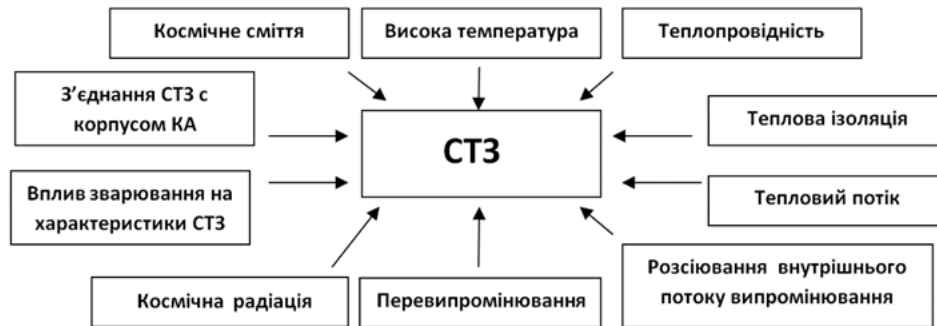 Космічне сміття
Висока температура
Теплопровідність
З’єднання СТЗ с
корпусом КА
СТЗ
Теплова ізоляція
Вплив зварювання на
характеристики СТЗ
Тепловий потік
Космічна радіація
Перевипромінювання
Розсіювання внутрішнього
потоку випромінювання